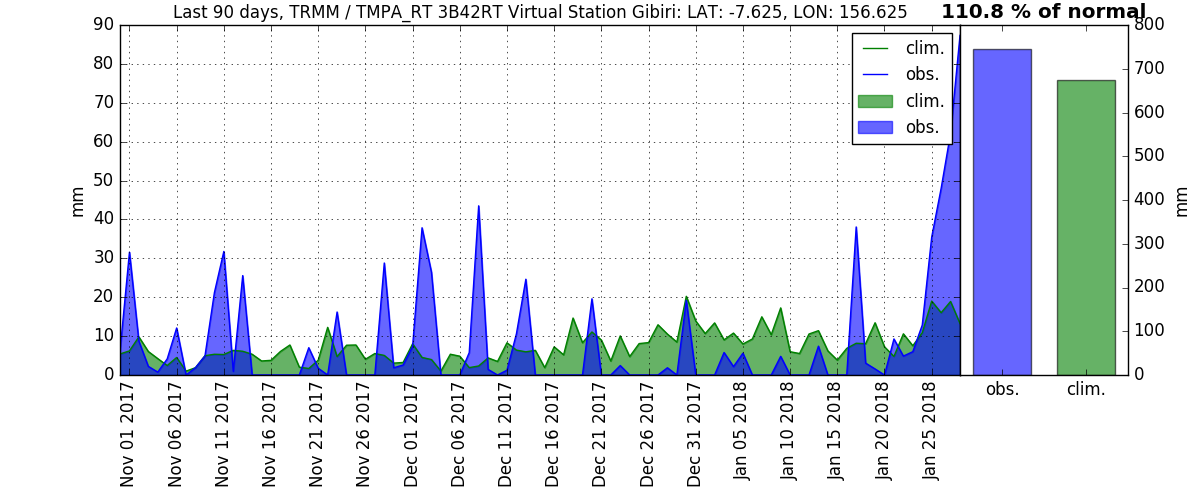 Last 90 days, TRMM / TMPA_RT 3B42RT Virtual Station Gibiri: LAT: -7.625, LON: 156.625
110.8 % of normal
90
80
70
60
50
40
30
20
10
0
mm
clim.
obs.
clim.
obs.
Nov 01 2017
Nov 06 2017
Nov 11 2017
Nov 16 2017
Nov 21 2017
Nov 26 2017
Dec 01 2017
Dec 06 2017
Dec 11 2017
Dec 16 2017
Dec 21 2017
Dec 26 2017
Dec 31 2017
Jan 05 2018
Jan 10 2018
Jan 15 2018
Jan 20 2018
Jan 25 2018
800
700
600
500
400
300
200
100
0
mm
obs.
clim.